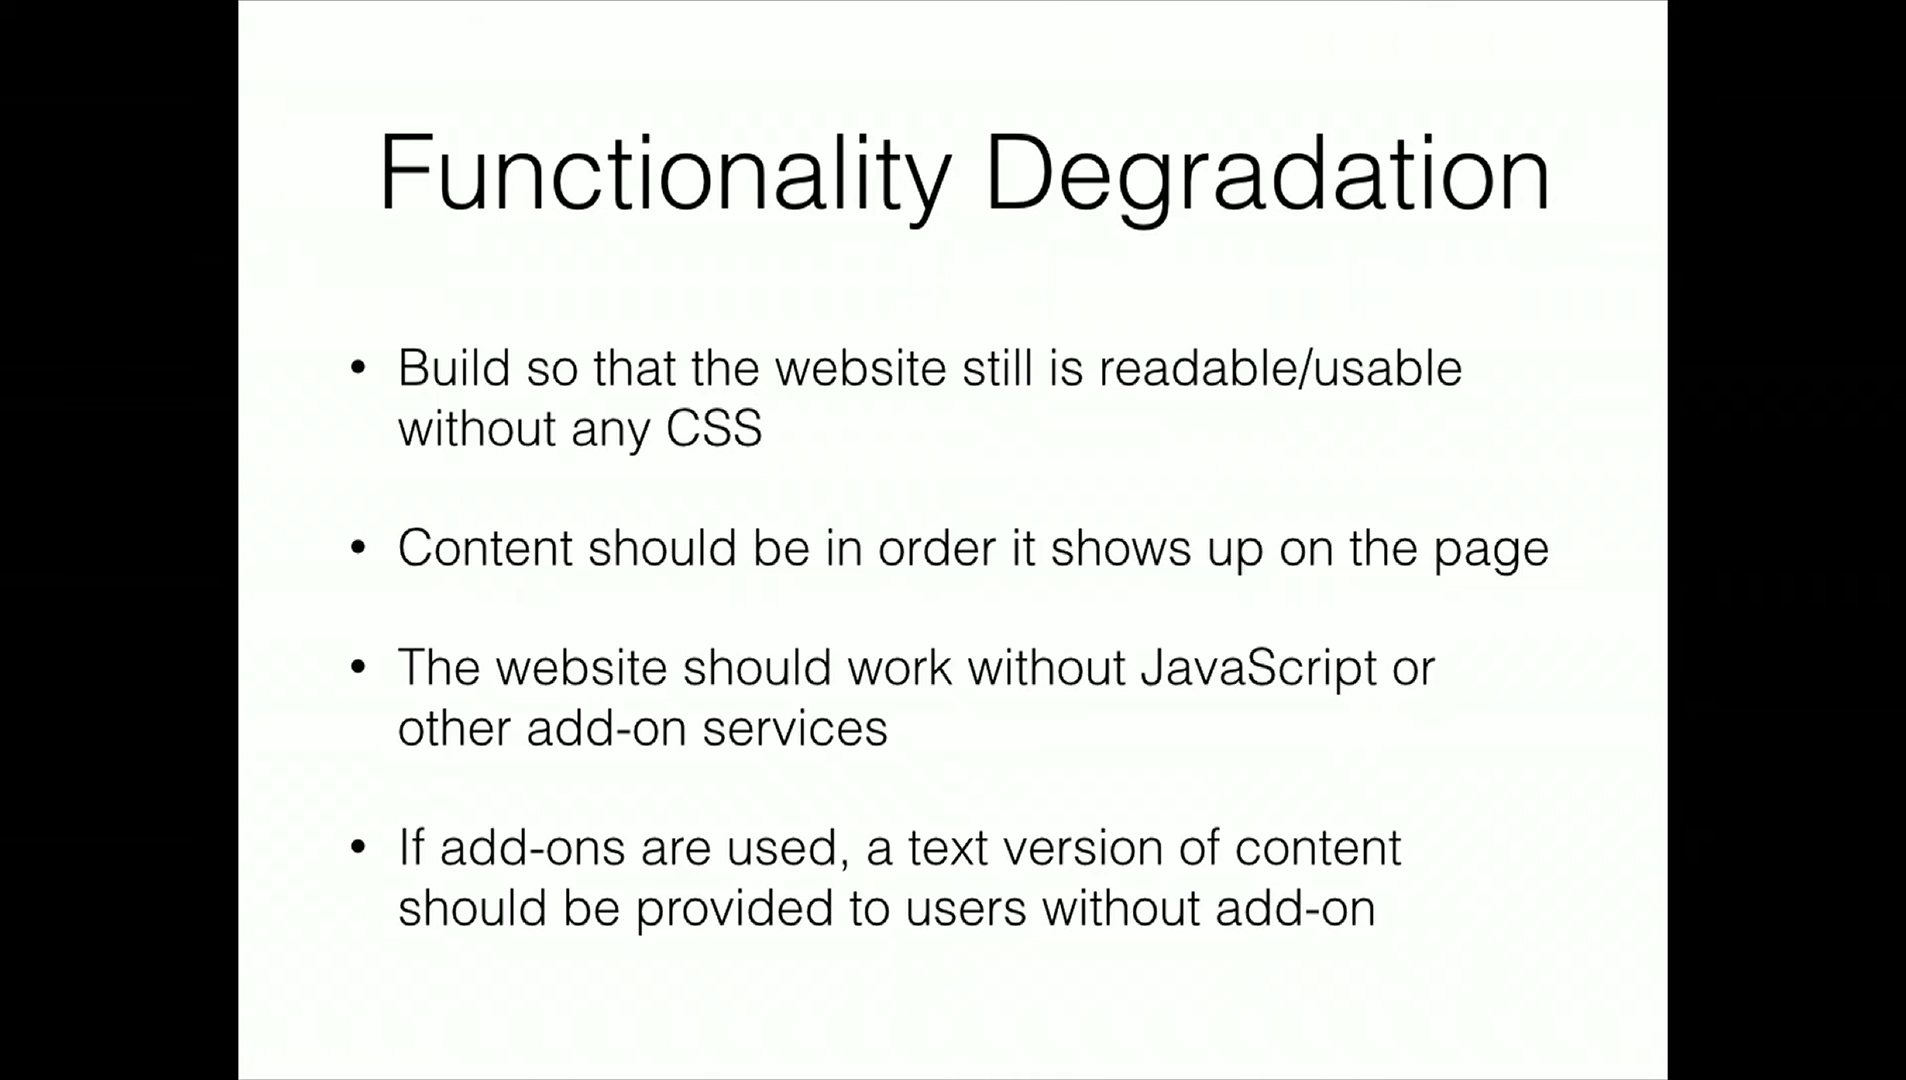 Functionality Degradation
• Build so that the website still is readable/usable
without any CSS
• Content should be in order it shows up on the page
• The website should work without JavaScript or
other add-on services
• If add-ons are used, a text version of content
should be provided to users without add-on